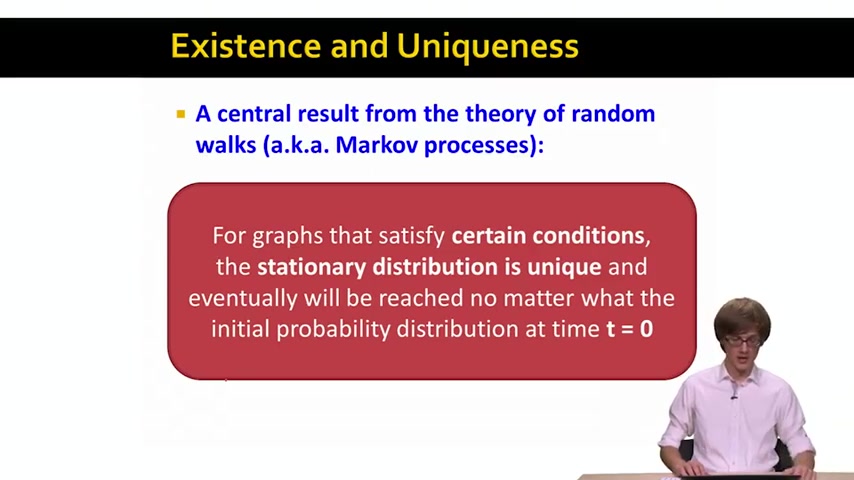 Existence and Uniqueness
A central result from the theory of random
walks (a.k.a. Markov processes):
For graphs that satisfy certain conditions,
the stationary distribution is unique and
eventually will be reached no matter what the
initial probability distribution at time t = 0